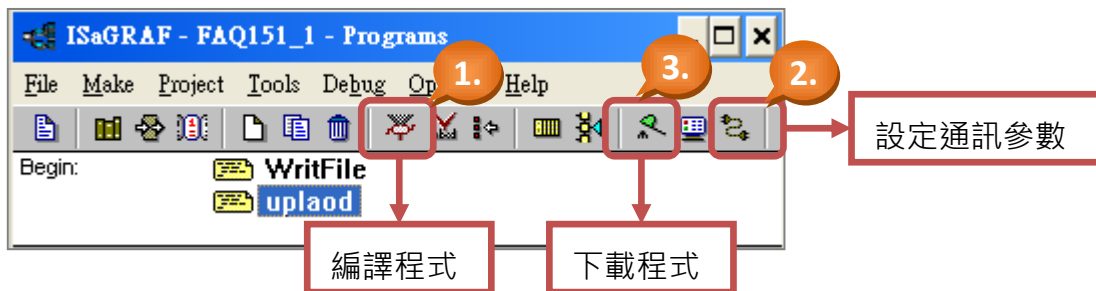 ISaGRAF - FAQ151_1 - Programs
File Make Project Tools Debug Op Help
1.
3.
2.
設定通訊參數
Begin:
WritFile
uplaod
編譯程式
下載程式